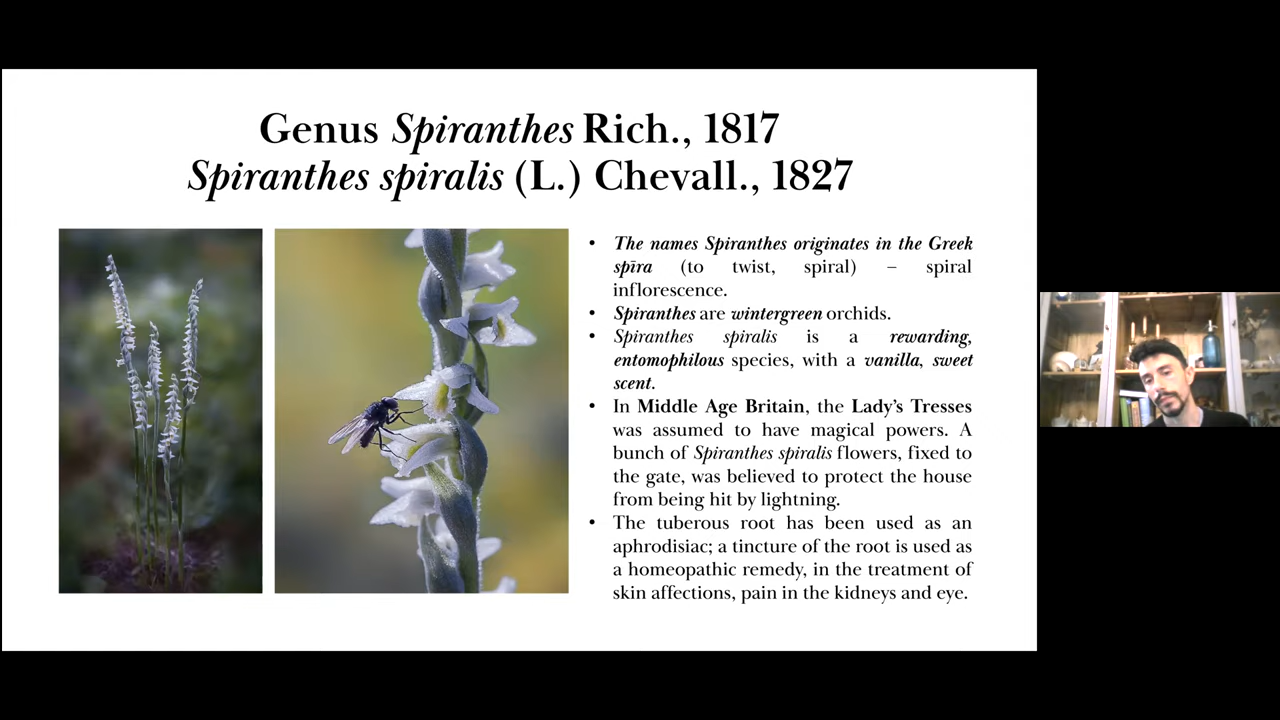 Genus Spiranthes Rich., 1817
Spiranthes spiralis (L.) Chevall., 1827
• The names Spiranthes originates in the Greek
spīra (to twist, spiral) – spiral
inflorescence.
• Spiranthes are wintergreen orchids.
• Spiranthes spiralis is a rewarding,
entomophilous species, with a vanilla, sweet
scent.
• In Middle Age Britain, the Lady’s Tresses
was assumed to have magical powers. A
bunch of Spiranthes spiralis flowers, fixed to
the gate, was believed to protect the house
from being hit by lightning.
• The tuberous root has been used as an
aphrodisiac; a tincture of the root is used as
a homeopathic remedy, in the treatment of
skin affections, pain in the kidneys and eye.